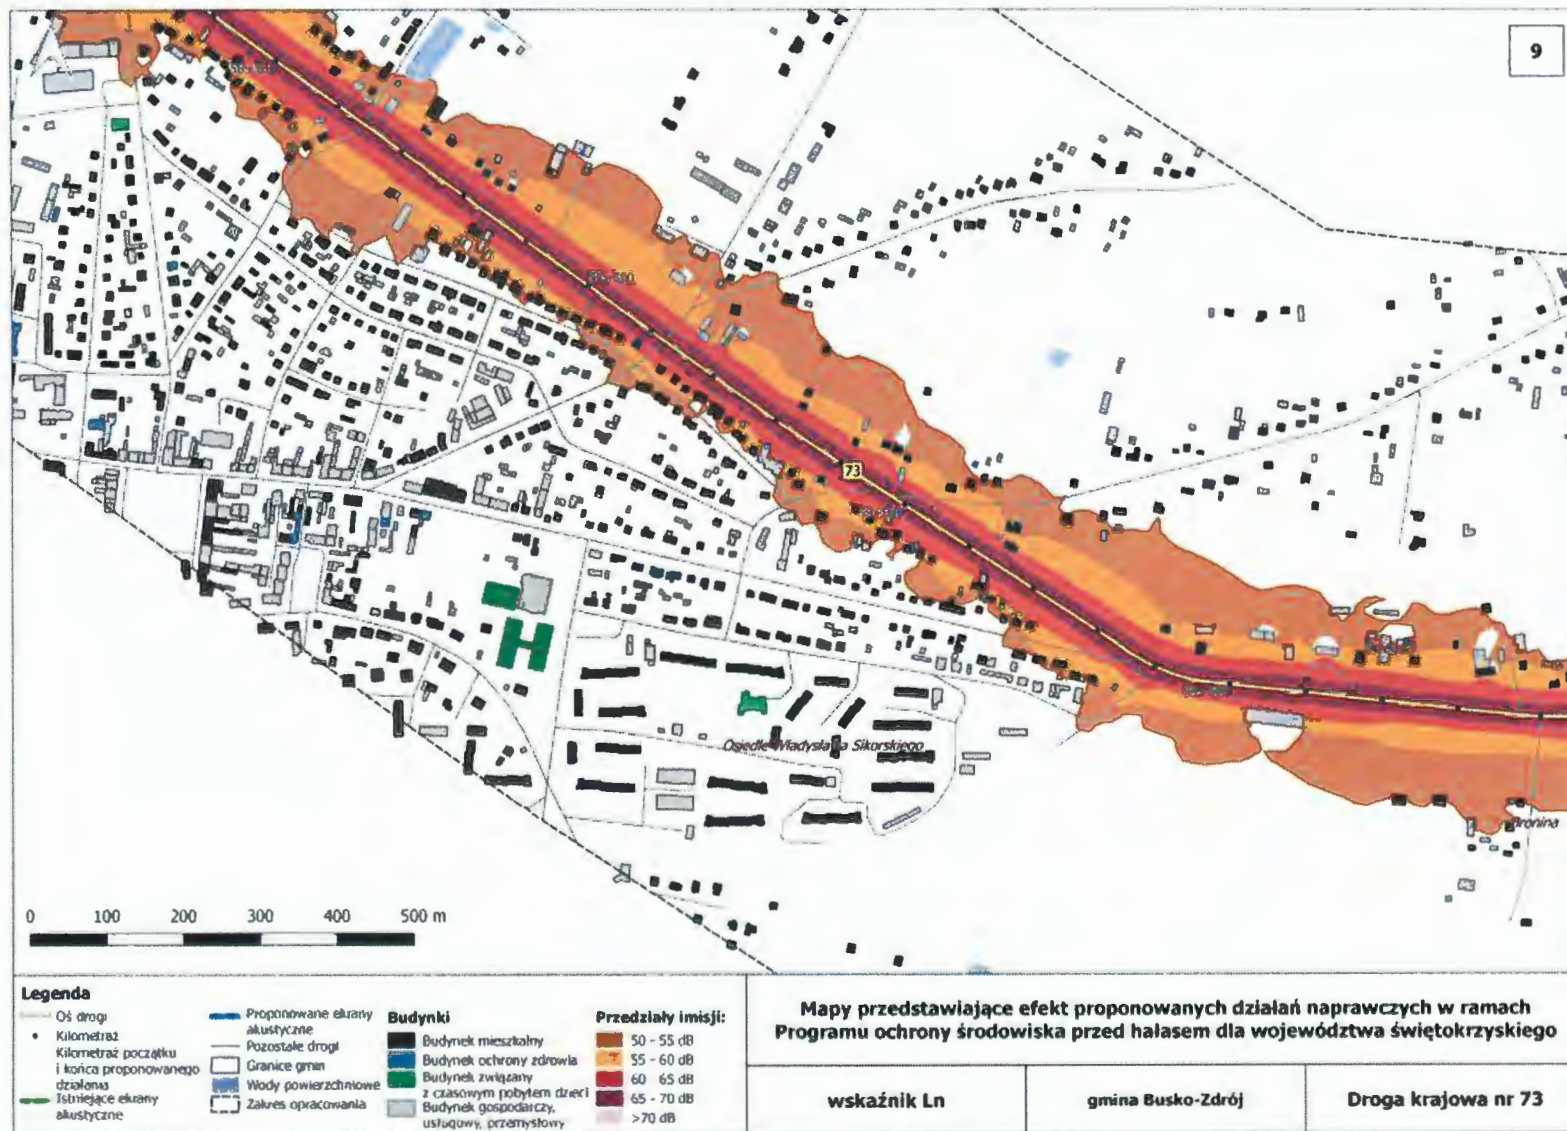 9
73
Osiedle Władysława Sikorskiego
Bronina
0 100 200 300 400 500 m
Legenda
Oś drogi
Kilometraż
Kilometraż początku
i końca proponowanego
działania
Istniejące ekrany
akustyczne
Proponowane ekrany
akustyczne
Pozostałe drogi
Granice gmin
Wody powierzchniowe
Zakres opracowania
Budynki
Budynek mieszkalny
Budynek ochrony zdrowia
Budynek związany
z czasowym pobytem dzieci
Budynek gospodarczy,
usługowy, przemysłowy
Przedziały imisji:
50 - 55 dB
55 - 60 dB
60 65 dB
65 - 70 dB
>70 dB
Mapy przedstawiające efekt proponowanych działań naprawczych w ramach
Programu ochrony środowiska przed hałasem dla województwa świętokrzyskiego
wskaźnik Ln
gmina Busko-Zdrój
Droga krajowa nr 73